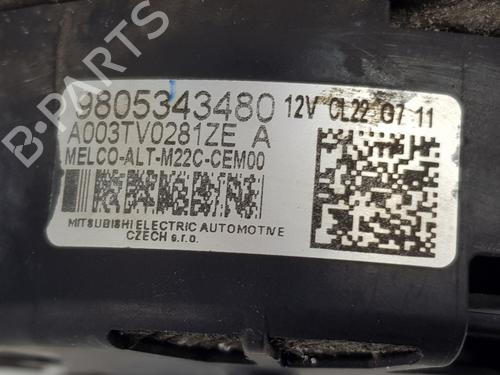 B-PARTS
9805343480 12V CL22 07 11
A003TV0281ZE A
MELCO-ALT-M22C-CEM00
MITSUBISHI ELECTRIC AUTOMOTIVE
CZECH s.r.o.